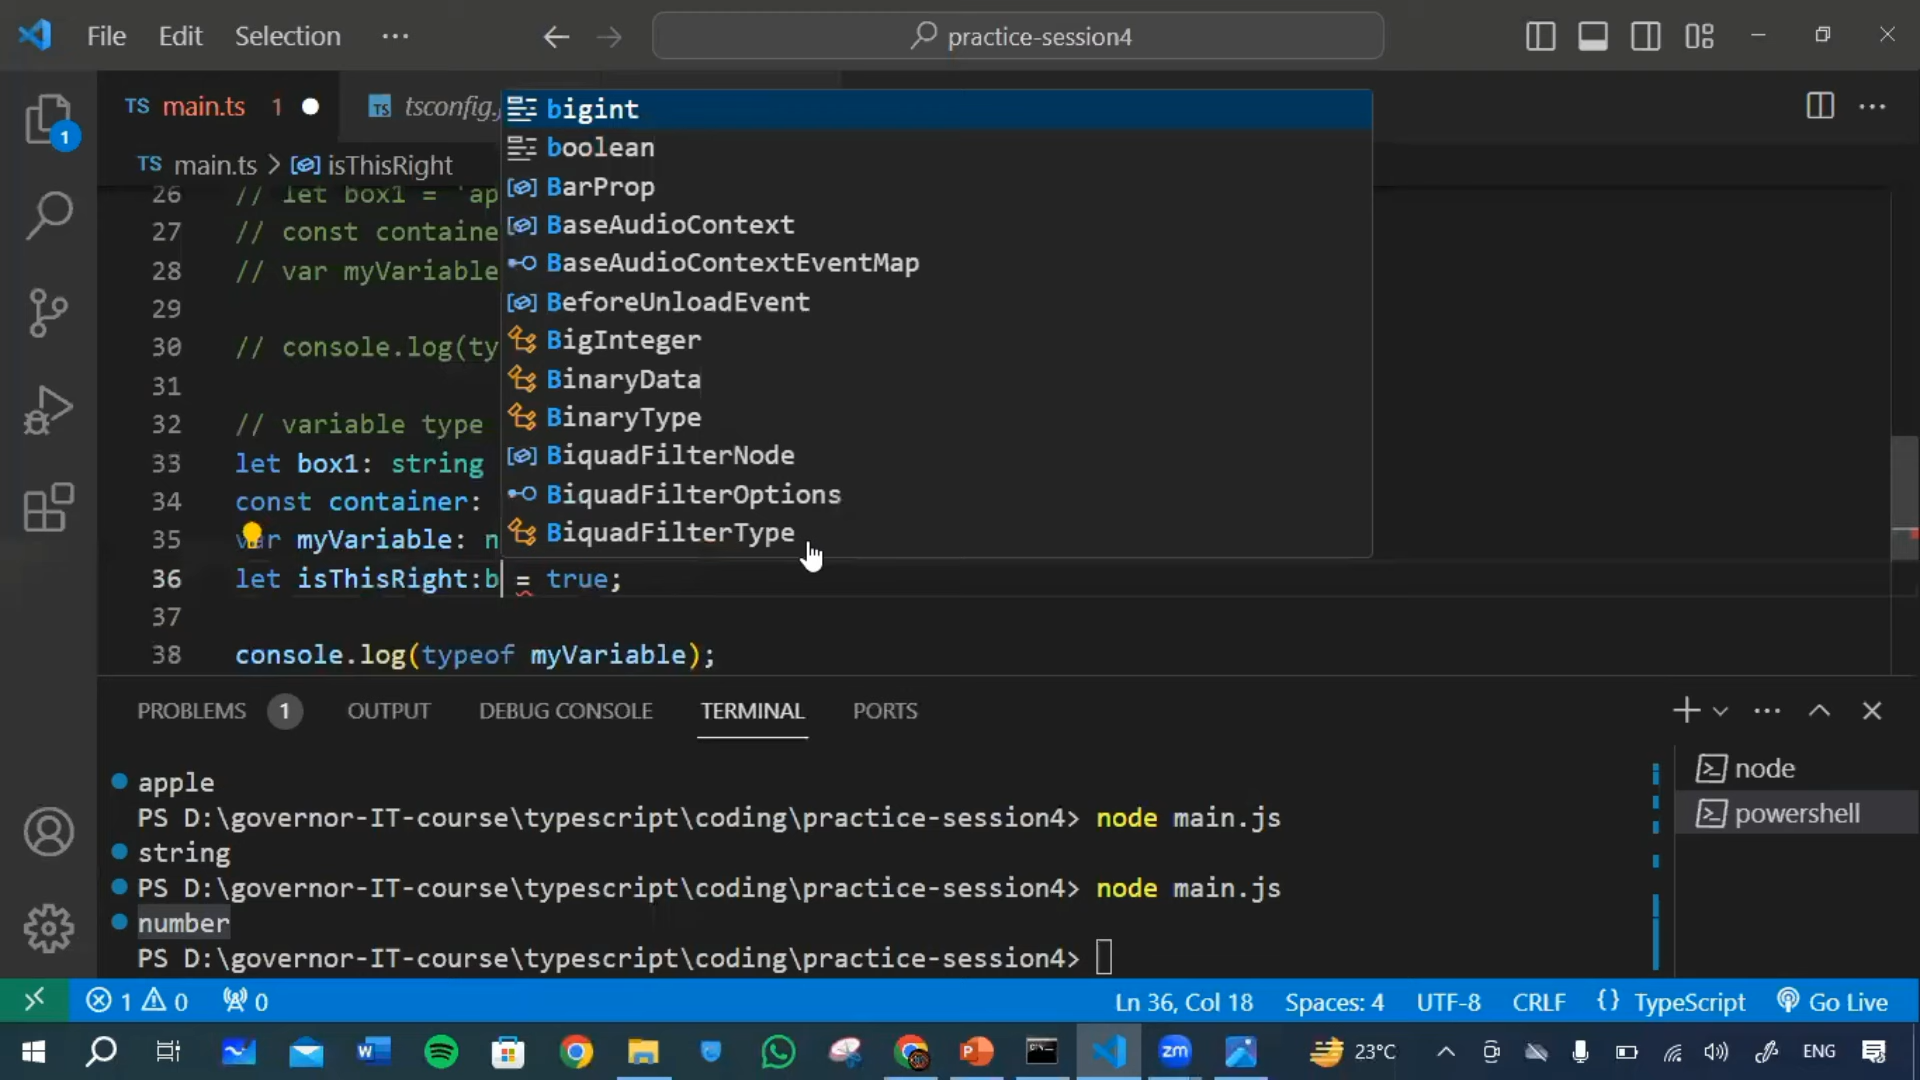 File Edit Selection ··· practice-session4
TS main.ts 1 TS tsconfig.
TS main.ts > isThisRight
26 // let box1 = 'ap
27 // const containe
28 // var myVariable
29
30 // console.log(ty
31
32 // variable type
33 let box1: string
34 const container:
35 var myVariable: n
36 let isThisRight:b = true;
37
38 console.log(typeof myVariable);
bigint
boolean
BarProp
BaseAudioContext
BaseAudioContextEventMap
BeforeUnloadEvent
BigInteger
BinaryData
BinaryType
BiquadFilterNode
BiquadFilterOptions
BiquadFilterType
1
PROBLEMS 1 OUTPUT DEBUG CONSOLE TERMINAL PORTS
apple
PS D:\governor-IT-course\typescript\coding\practice-session4> node main.js
string
PS D:\governor-IT-course\typescript\coding\practice-session4> node main.js
number
PS D:\governor-IT-course\typescript\coding\practice-session4>
node
powershell
1 0 0 Ln 36, Col 18 Spaces: 4 UTF-8 CRLF {} TypeScript Go Live
zm 23°C ENG